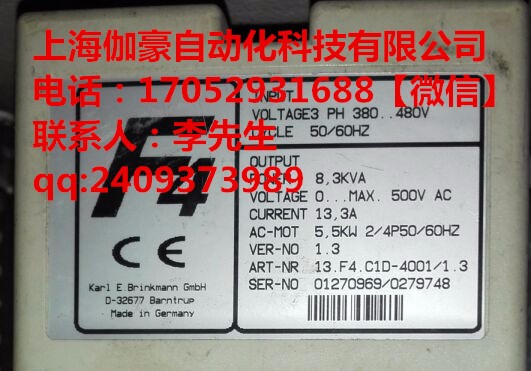 上海伽豪自动化科技有限公司
电话：17052931688【微信】
联系人：李先生
qq:2409373989
INPUT
VOLTAGE3 PH 380..480V
50/60HZ
OUTPUT
8,3KVA
VOLTAGE 0...MAX. 500V AC
CURRENT 13,3A
AC-MOT 5,5KW 2/4P50/60HZ
VER-NO 1.3
ART-NR 13.F4.C1D-4001/1.3
SER-NO 01270969/0279748
F4
CE
Karl E.Brinkmann GmbH
D-32677 Barntrup
Made in Germany